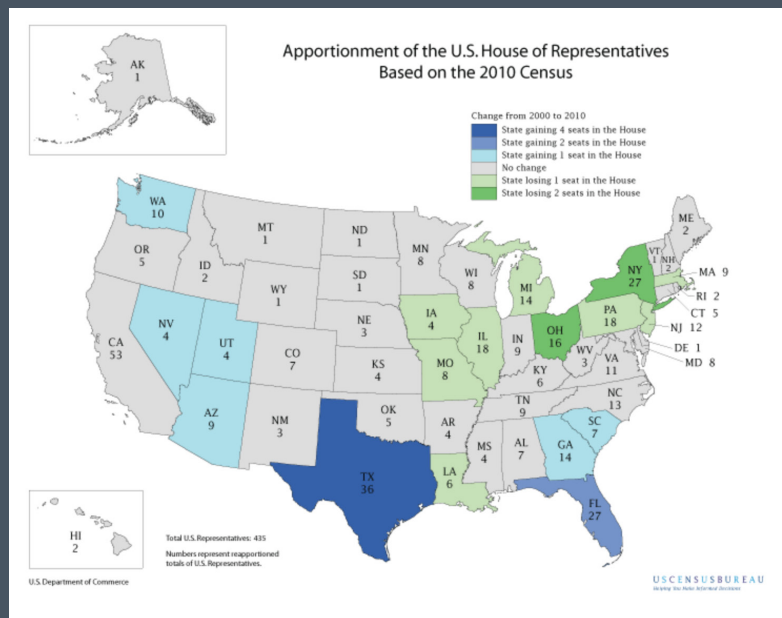 Apportionment of the U.S. House of Representatives
Based on the 2010 Census
AK
1
Change from 2000 to 2010
State gaining 4 seats in the House
State gaining 2 seats in the House
State gaining 1 seat in the House
No change
State losing 1 seat in the House
State losing 2 seats in the House
WA
10
OR
5
ID
2
MT
1
ND
1
MN
8
SD
1
WY
1
WI
8
MI
14
NY
27
VT
1
NH
2
ME
2
MA 9
RI 2
CT 5
NJ 12
DE 1
MD 8
CA
53
NV
4
UT
4
CO
7
NE
3
KS
4
IA
4
MO
8
IL
18
IN
9
OH
16
PA
18
WV
3
VA
11
KY
6
NC
13
TN
9
SC
7
AZ
9
NM
3
OK
5
AR
4
TX
36
LA
6
MS
4
AL
7
GA
14
FL
27
HI
2
Total U.S. Representatives: 435
Numbers represent reapportioned
totals of U.S. Representatives.
U.S. Department of Commerce
USCENSUSBUREAU
Helping You Make Informed Decisions